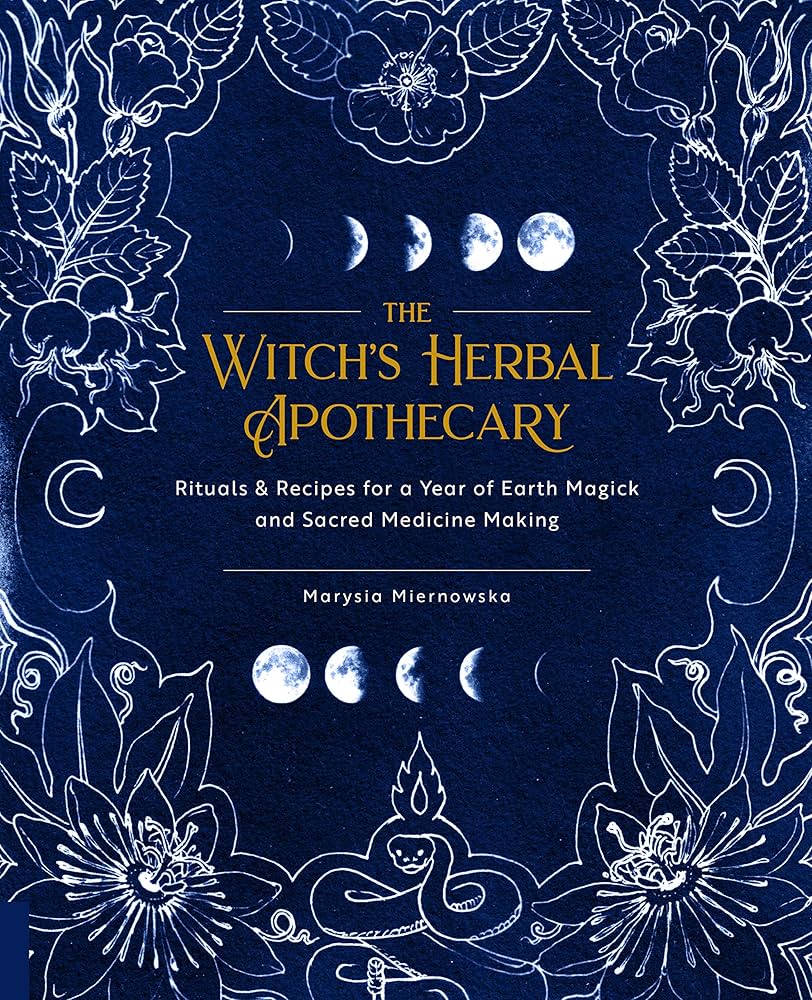 THE
WITCH'S HERBAL
APOTHECARY
Rituals & Recipes for a Year of Earth Magick
and Sacred Medicine Making
Marysia Miernowska